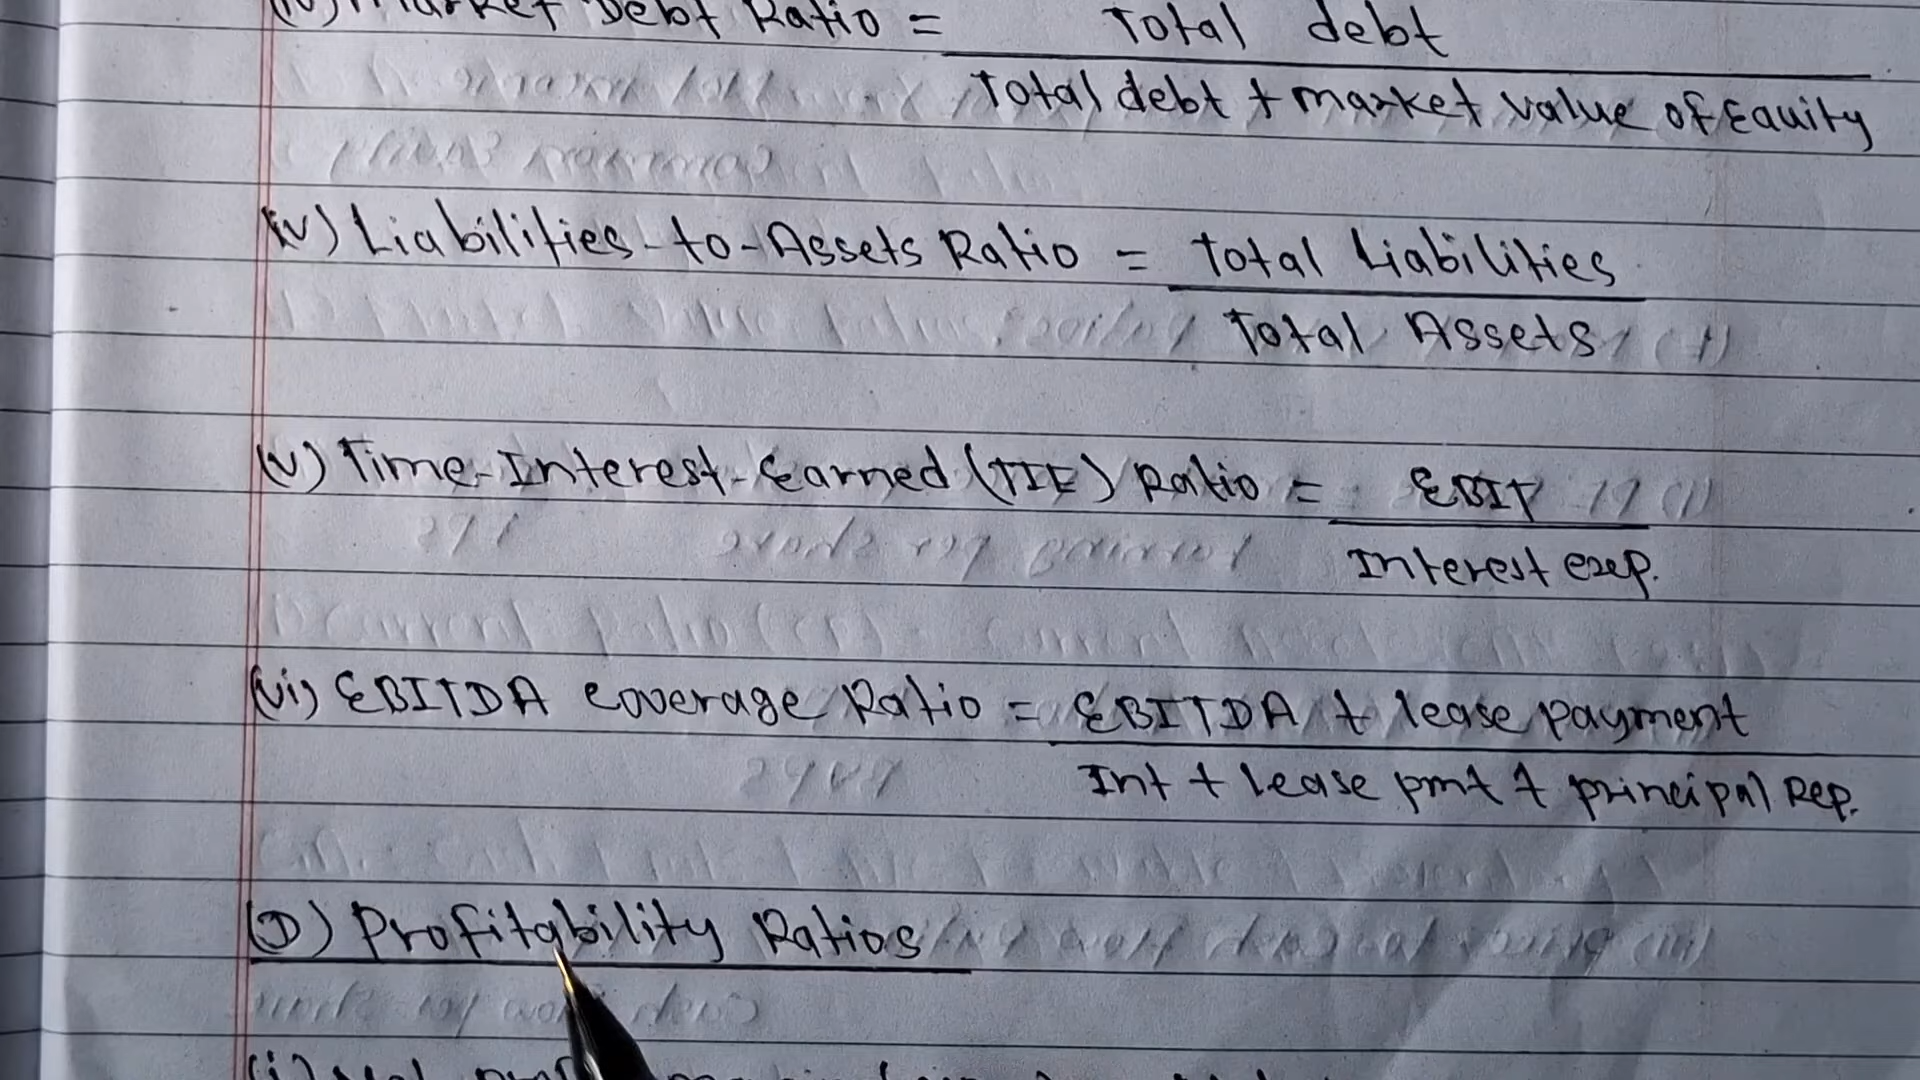 (iv) Market Debt Ratio = Total debt
Total debt + market value of Equity
(iv) Liabilities-to-Assets Ratio = Total Liabilities
Total Assets
(v) Time-Interest-Earned (TIE) Ratio = EBIT
Interest exp.
(vi) EBITDA coverage Ratio = EBITDA + lease payment
Int + lease pmt + principal Rep.
(D) Profitability Ratios